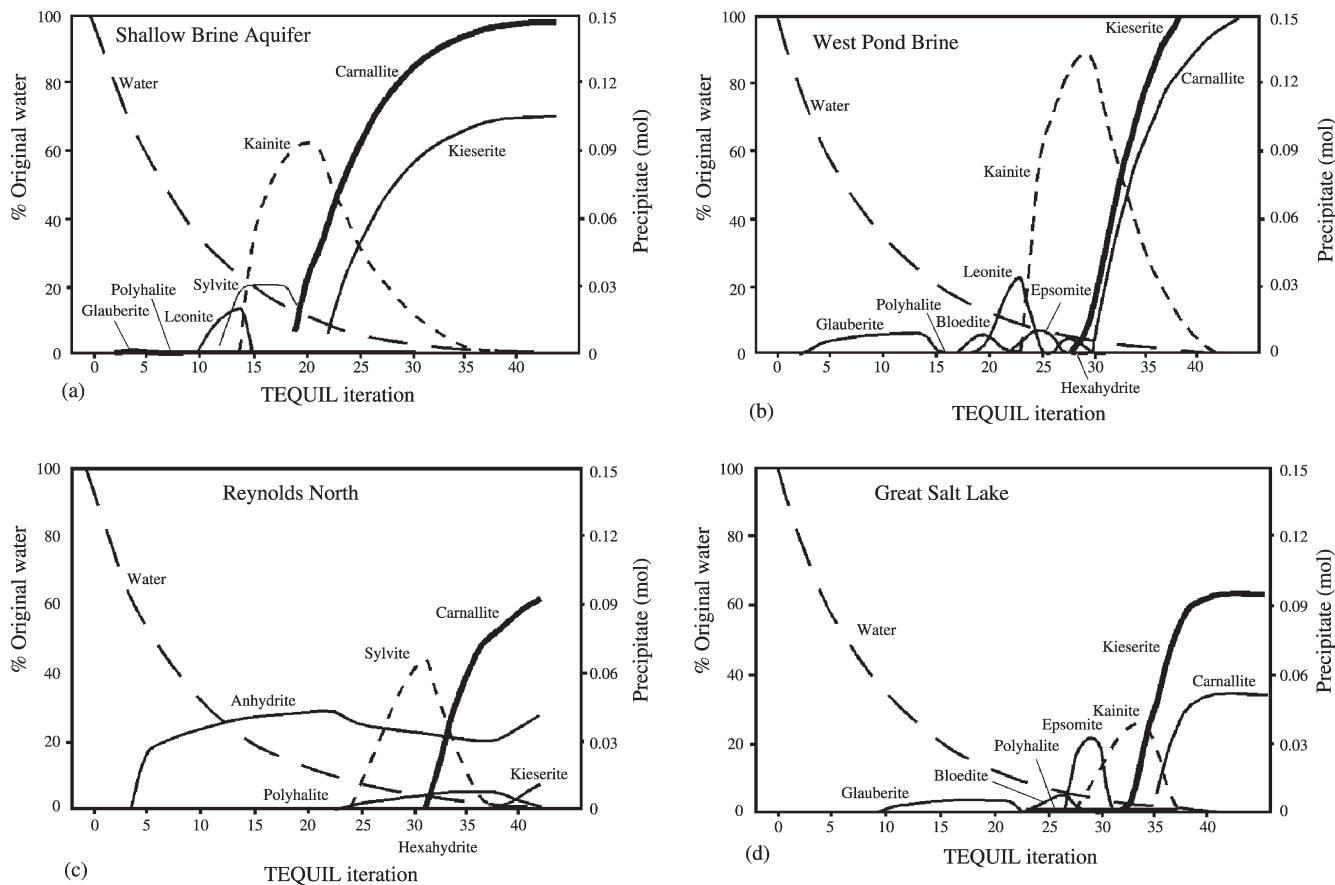 100
80
60
40
20
0
% Original water
Shallow Brine Aquifer
Water
Kainite
Carnallite
Kieserite
Polyhalite
Sylvite
Glauberite
Leonite
0.15
0.12
0.09
0.06
0.03
0
Precipitate (mol)
0 5 10 15 20 25 30 35 40
(a)
TEQUIL iteration
100
80
60
40
20
0
% Original water
West Pond Brine
Kieserite
Carnallite
Water
Kainite
Leonite
Epsomite
Polyhalite
Bloedite
Glauberite
0.15
0.12
0.09
0.06
0.03
0
Precipitate (mol)
0 5 10 15 20 25 30 35 40
Hexahydrite
(b)
TEQUIL iteration
100
80
60
40
20
0
% Original water
Reynolds North
Water
Carnallite
Sylvite
Anhydrite
Kieserite
Polyhalite
0.15
0.12
0.09
0.06
0.03
0
Precipitate (mol)
0 5 10 15 20 25 30 35 40
Hexahydrite
(c)
TEQUIL iteration
100
80
60
40
20
0
% Original water
Great Salt Lake
Water
Kieserite
Carnallite
Kainite
Epsomite
Polyhalite
Bloedite
Glauberite
0.15
0.12
0.09
0.06
0.03
0
Precipitate (mol)
0 5 10 15 20 25 30 35 40
(d)
TEQUIL iteration